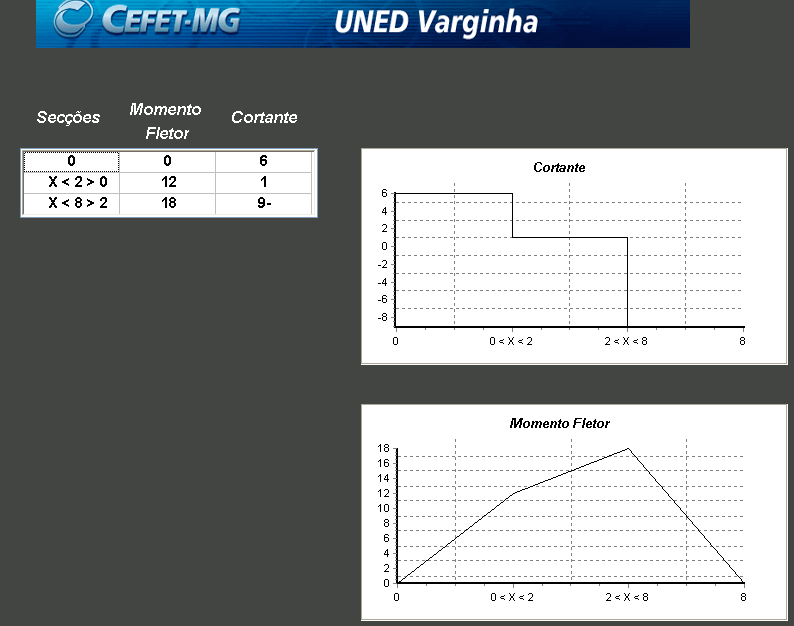 CEFET-MG UNED Varginha
Secções Momento Fletor Cortante
0 0 6
X < 2 > 0 12 1
X < 8 > 2 18 9-
Cortante
6
4
2
0
-2
-4
-6
-8
0 0 < X < 2 2 < X < 8 8
Momento Fletor
18
16
14
12
10
8
6
4
2
0
0 0 < X < 2 2 < X < 8 8